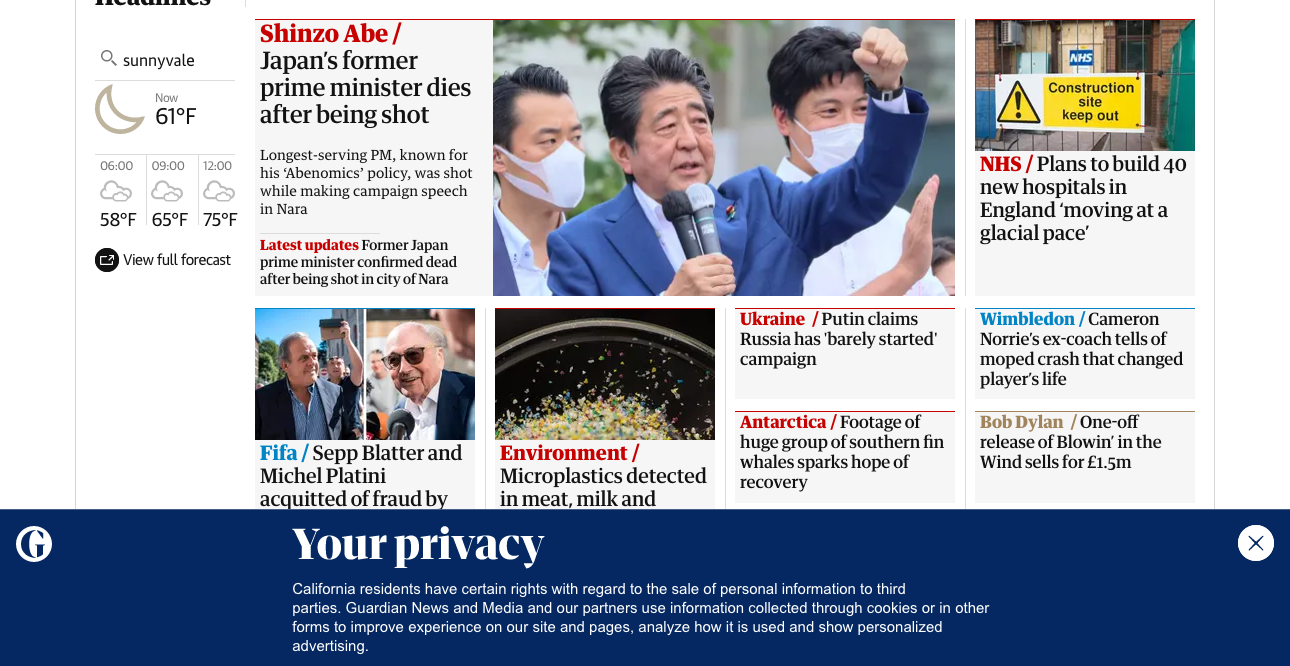 Headlines
sunnyvale
Now
61°F
06:00
09:00
12:00
58°F
65°F
75°F
View full forecast
Shinzo Abe /
Japan’s former
prime minister dies
after being shot
Longest-serving PM, known for
his ‘Abenomics’ policy, was shot
while making campaign speech
in Nara
Latest updates Former Japan
prime minister confirmed dead
after being shot in city of Nara
NHS
Construction
site
keep out
NHS / Plans to build 40
new hospitals in
England ‘moving at a
glacial pace’
Fifa / Sepp Blatter and
Michel Platini
acquitted of fraud by
Environment /
Microplastics detected
in meat, milk and
Ukraine / Putin claims
Russia has 'barely started'
campaign
Antarctica / Footage of
huge group of southern fin
whales sparks hope of
recovery
Wimbledon / Cameron
Norrie’s ex-coach tells of
moped crash that changed
player’s life
Bob Dylan / One-off
release of Blowin’ in the
Wind sells for £1.5m
G
Your privacy
California residents have certain rights with regard to the sale of personal information to third
parties. Guardian News and Media and our partners use information collected through cookies or in other
forms to improve experience on our site and pages, analyze how it is used and show personalized
advertising.